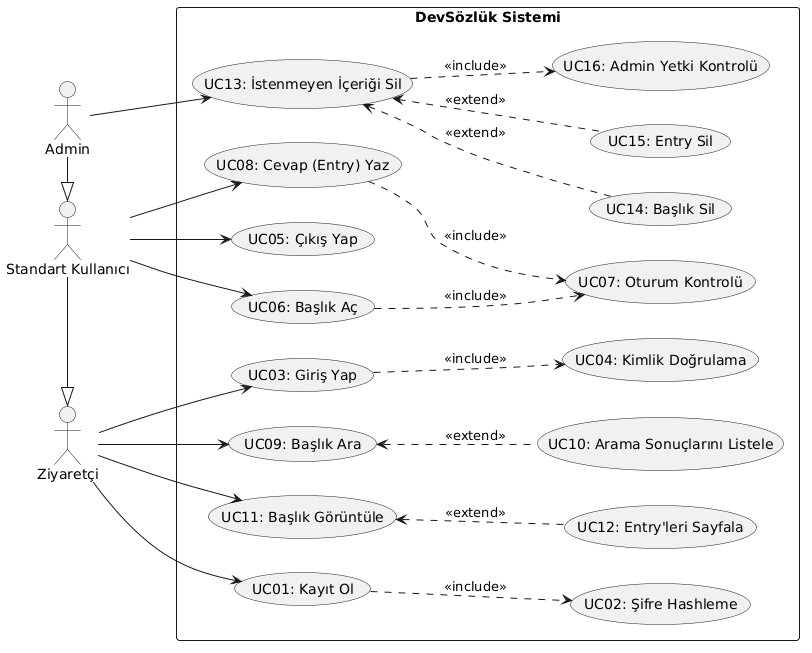 DevSözlük Sistemi
UC13: İstenmeyen İçeriği Sil
«include»
UC16: Admin Yetki Kontrolü
«extend»
UC15: Entry Sil
«extend»
UC14: Başlık Sil
Admin
UC08: Cevap (Entry) Yaz
«include»
UC05: Çıkış Yap
Standart Kullanıcı
UC07: Oturum Kontrolü
UC06: Başlık Aç
«include»
UC03: Giriş Yap
«include»
UC04: Kimlik Doğrulama
UC09: Başlık Ara
«extend»
UC10: Arama Sonuçlarını Listele
Ziyaretçi
UC11: Başlık Görüntüle
«extend»
UC12: Entry'leri Sayfala
UC01: Kayıt Ol
«include»
UC02: Şifre Hashleme